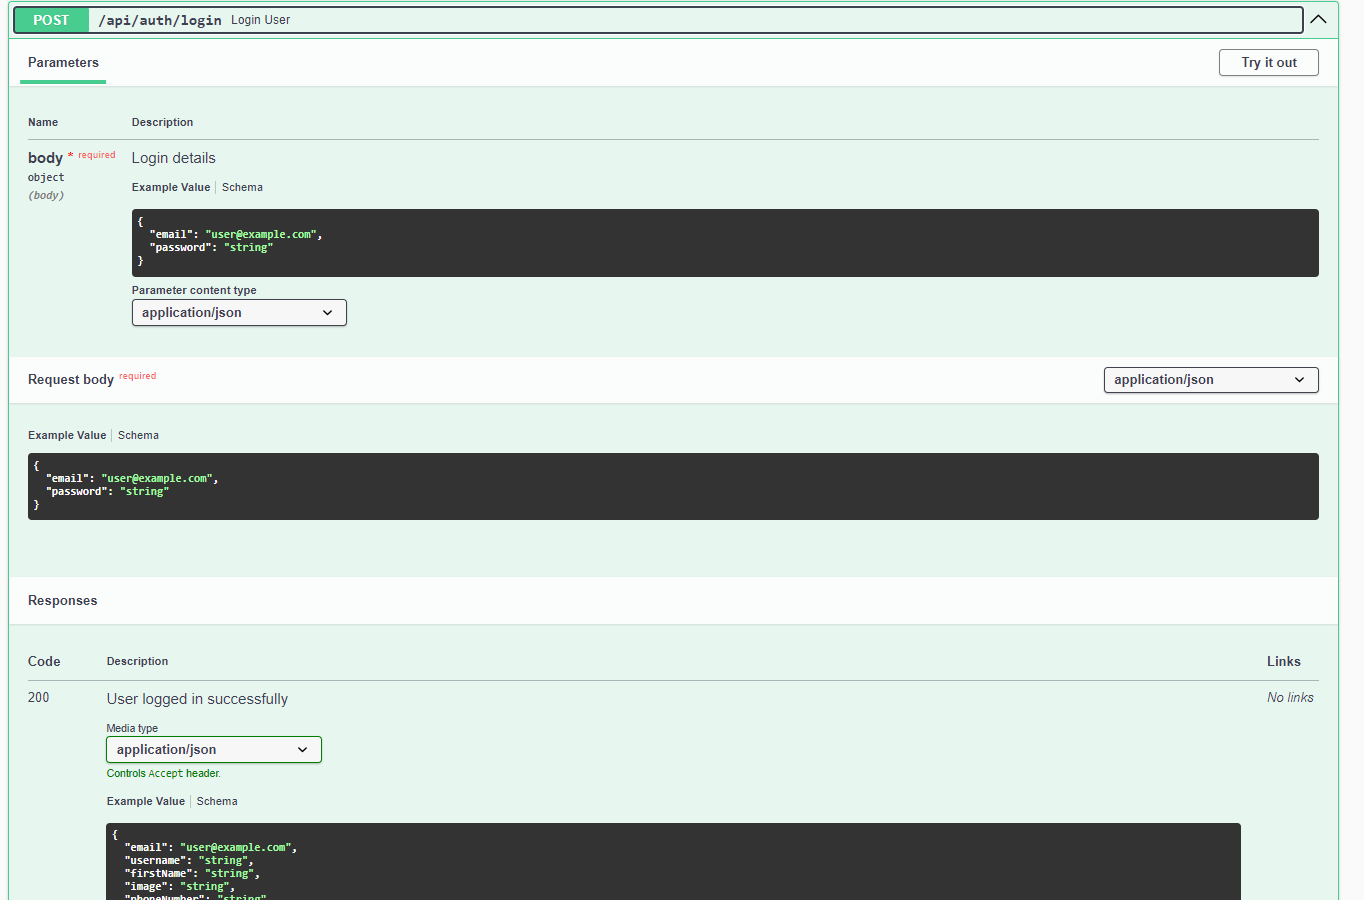 POST /api/auth/login Login User
Parameters
Try it out
Name Description
body * required Login details
object
(body)
Example Value Schema
{
"email": "user@example.com",
"password": "string"
}
Parameter content type
application/json
Request body required
application/json
Example Value Schema
{
"email": "user@example.com",
"password": "string"
}
Responses
Code Description Links
200 User logged in successfully No links
Media type
application/json
Controls Accept header.
Example Value Schema
{
"email": "user@example.com",
"username": "string",
"firstName": "string",
"image": "string",
"phoneNumber": "string"